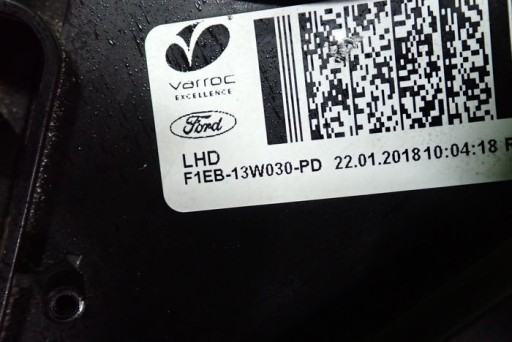 varroc
EXCELLENCE
Ford
LHD
F1EB-13W030-PD 22.01.2018 10:04:18